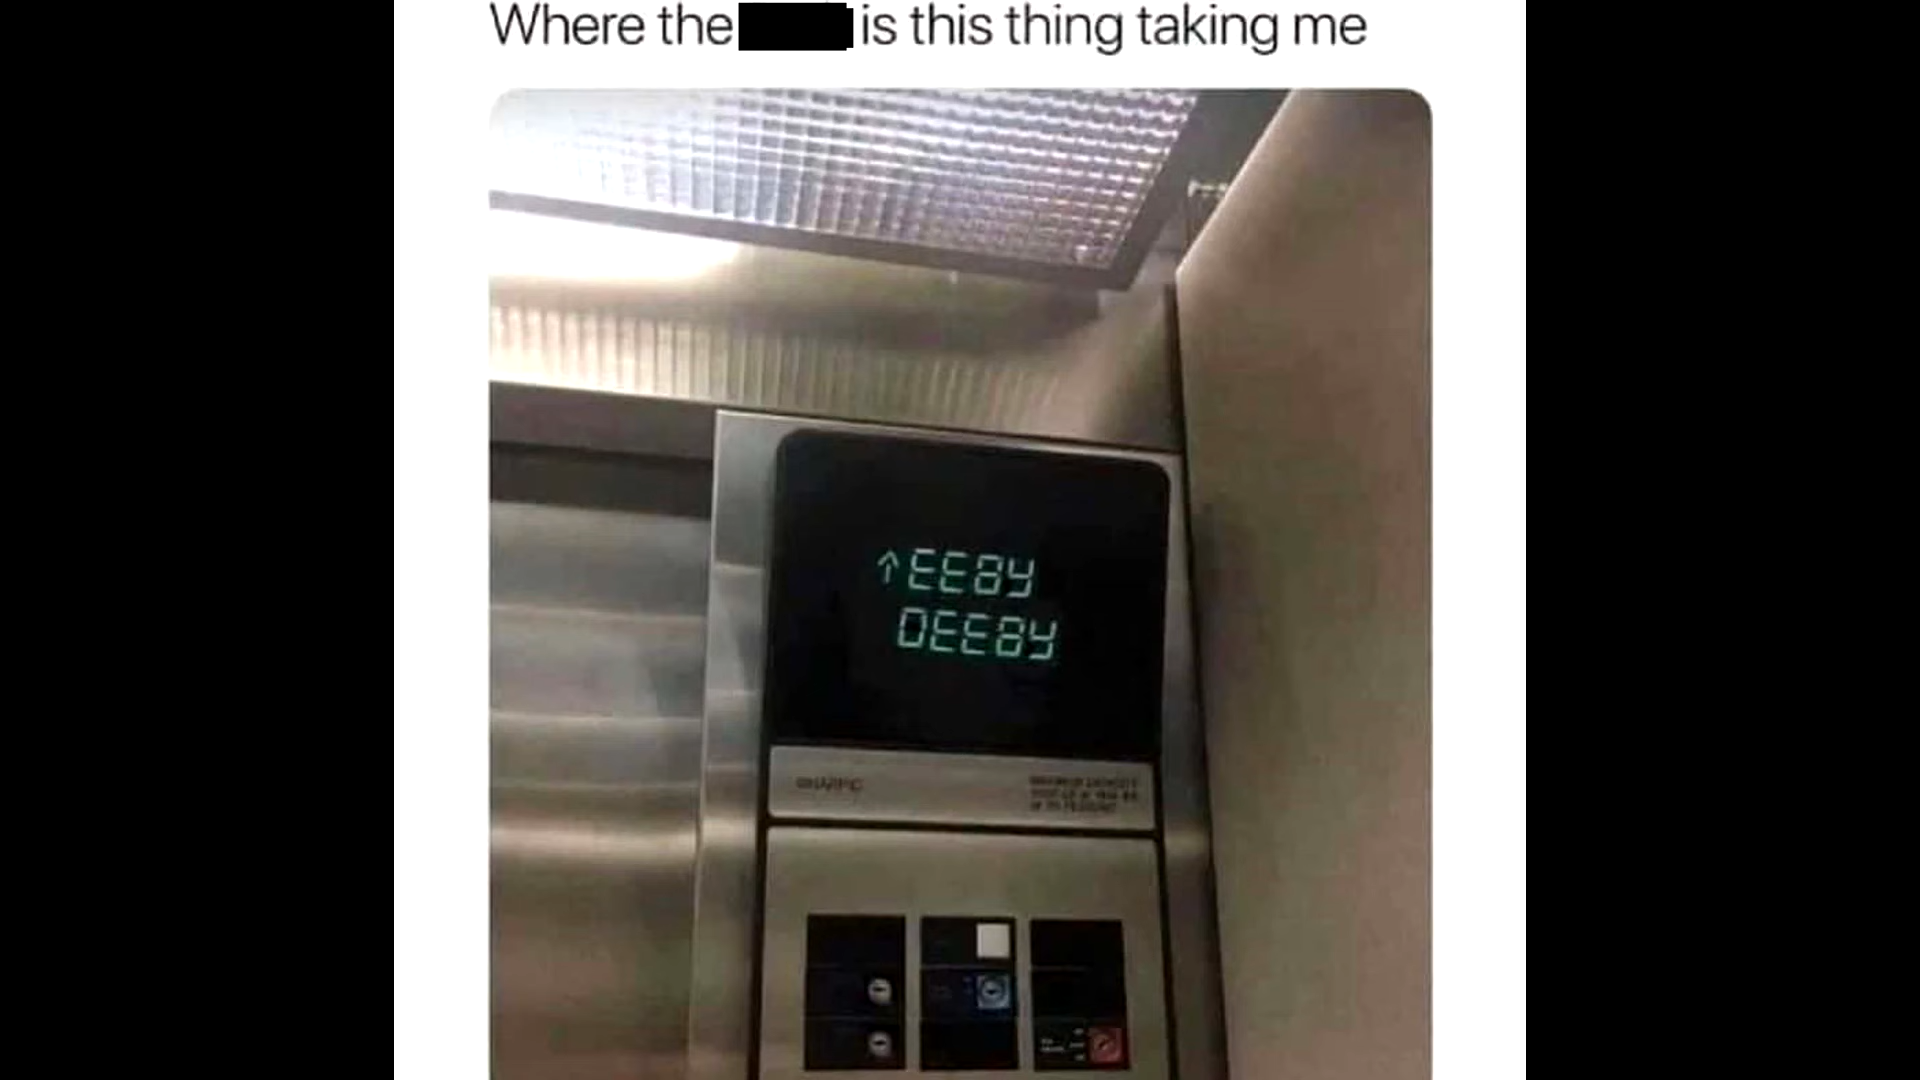 Where the is this thing taking me
↑EEBY
DEEBY